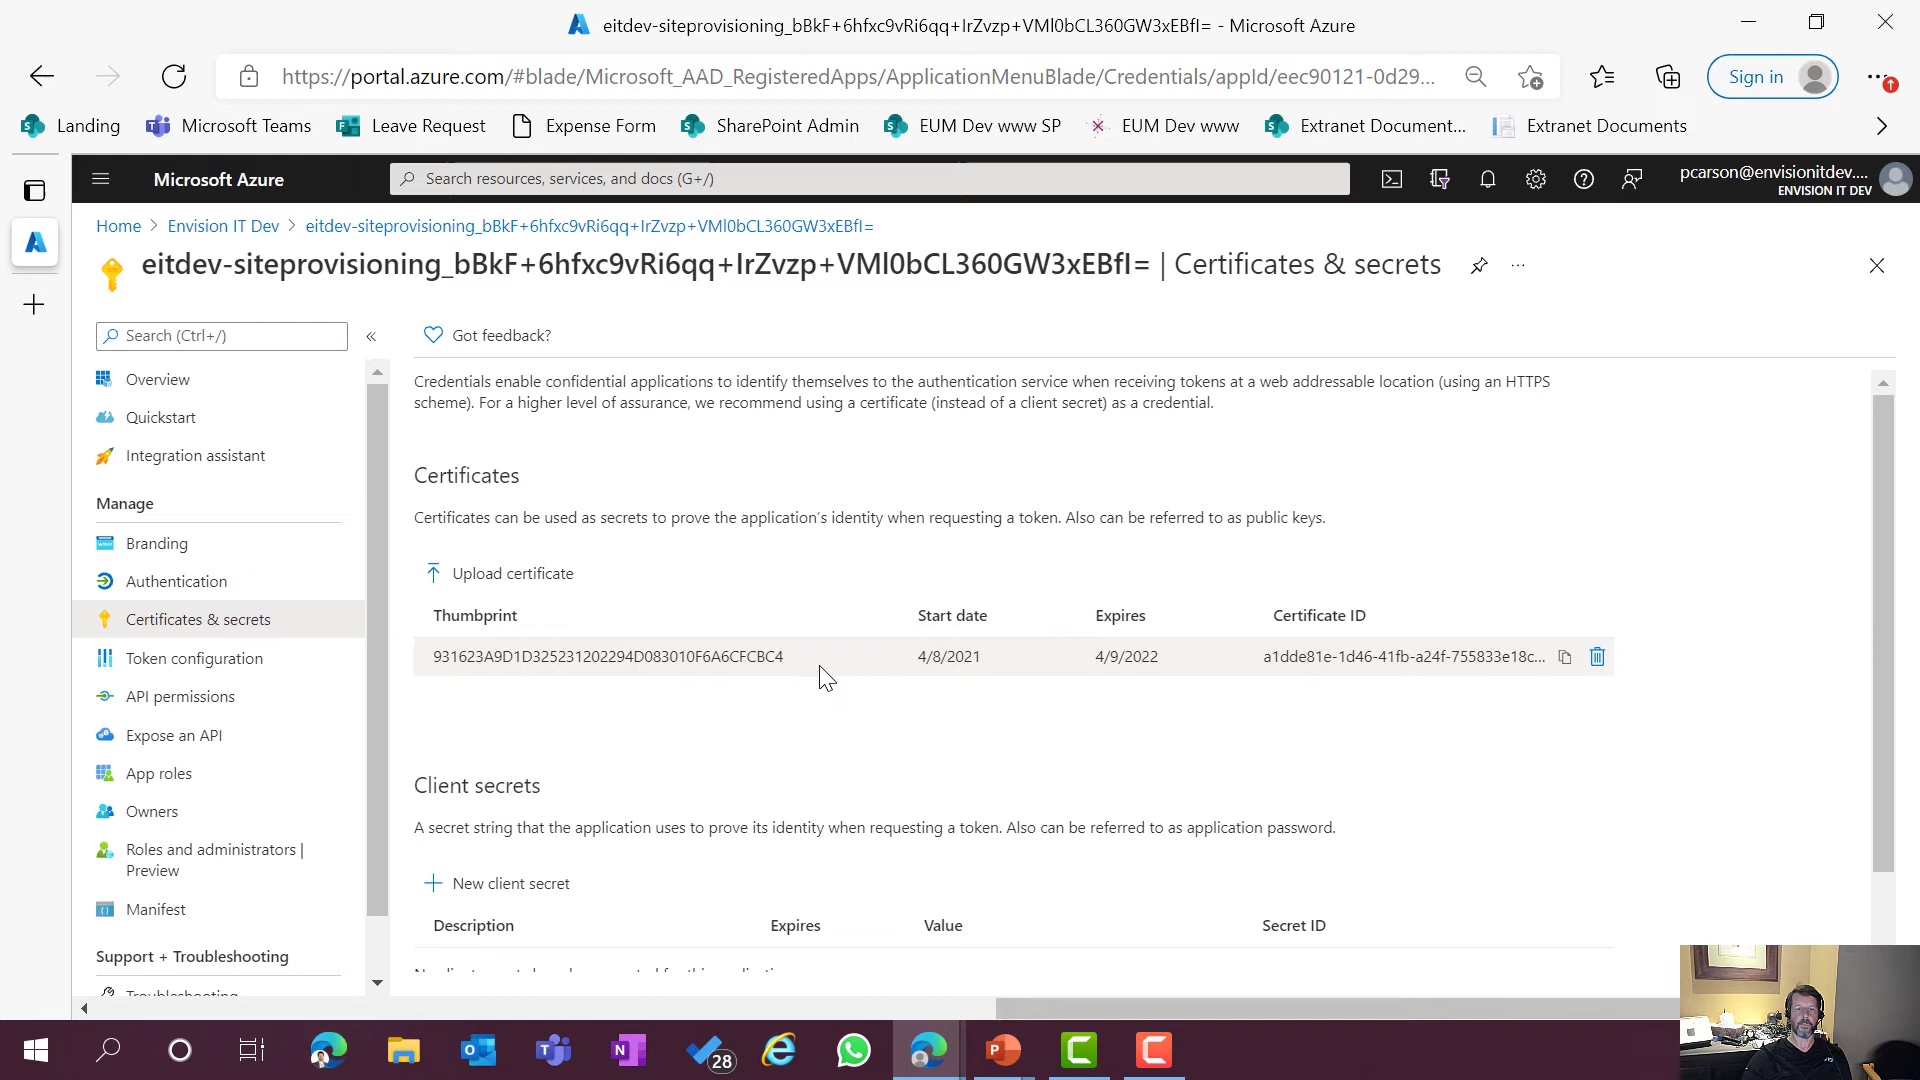 eitdev-siteprovisioning_bBkF+6hfxc9vRi6qq+IrZvzp+VMl0bCL360GW3xEBfI= - Microsoft Azure
https://portal.azure.com/#blade/Microsoft_AAD_RegisteredApps/ApplicationMenuBlade/Credentials/appId/eec90121-0d29...
Sign in
Landing
Microsoft Teams
Leave Request
Expense Form
SharePoint Admin
EUM Dev www SP
EUM Dev www
Extranet Document...
Extranet Documents
Microsoft Azure
Search resources, services, and docs (G+/)
pcarson@envisionitdev....
ENVISION IT DEV
Home > Envision IT Dev > eitdev-siteprovisioning_bBkF+6hfxc9vRi6qq+IrZvzp+VMl0bCL360GW3xEBfI=
eitdev-siteprovisioning_bBkF+6hfxc9vRi6qq+IrZvzp+VMl0bCL360GW3xEBfI= | Certificates & secrets
Search (Ctrl+/)
Overview
Quickstart
Integration assistant
Manage
Branding
Authentication
Certificates & secrets
Token configuration
API permissions
Expose an API
App roles
Owners
Roles and administrators |
Preview
Manifest
Support + Troubleshooting
Troubleshooting
Got feedback?
Credentials enable confidential applications to identify themselves to the authentication service when receiving tokens at a web addressable location (using an HTTPS
scheme). For a higher level of assurance, we recommend using a certificate (instead of a client secret) as a credential.
Certificates
Certificates can be used as secrets to prove the application's identity when requesting a token. Also can be referred to as public keys.
Upload certificate
Thumbprint Start date Expires Certificate ID
931623A9D1D325231202294D083010F6A6CFCBC4 4/8/2021 4/9/2022 a1dde81e-1d46-41fb-a24f-755833e18c...
Client secrets
A secret string that the application uses to prove its identity when requesting a token. Also can be referred to as application password.
New client secret
Description Expires Value Secret ID
28